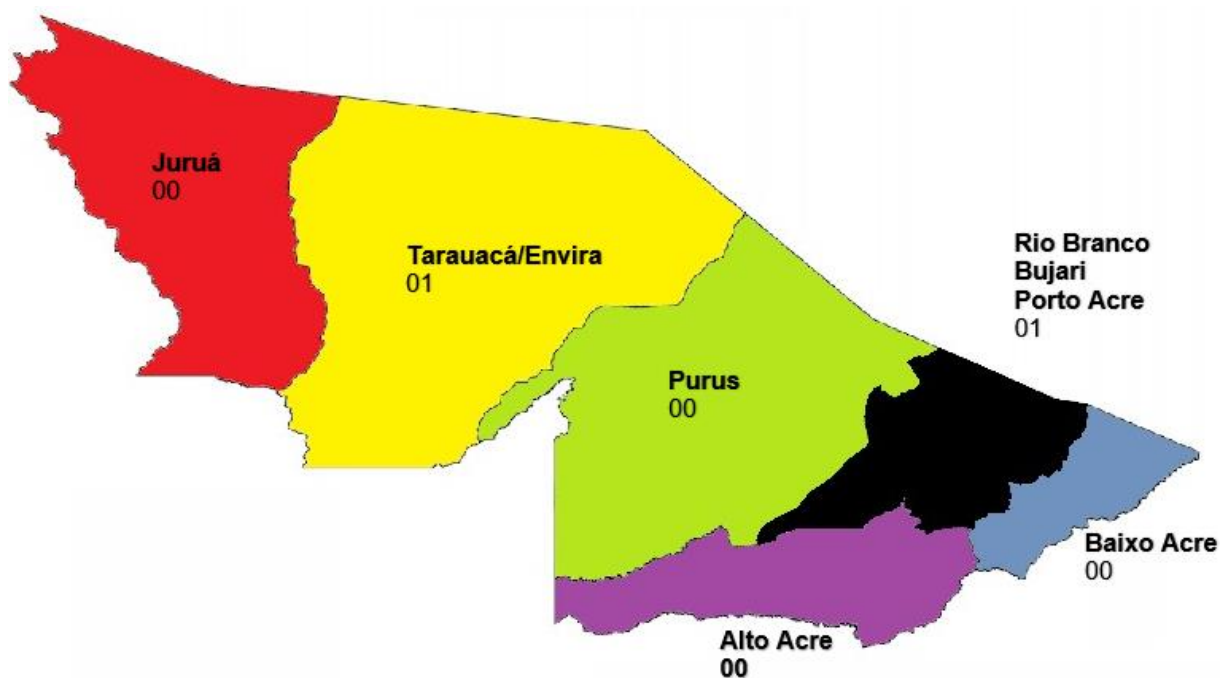 Juruá
00
Tarauacá/Envira
01
Rio Branco
Bujari
Porto Acre
01
Purus
00
Baixo Acre
00
Alto Acre
00